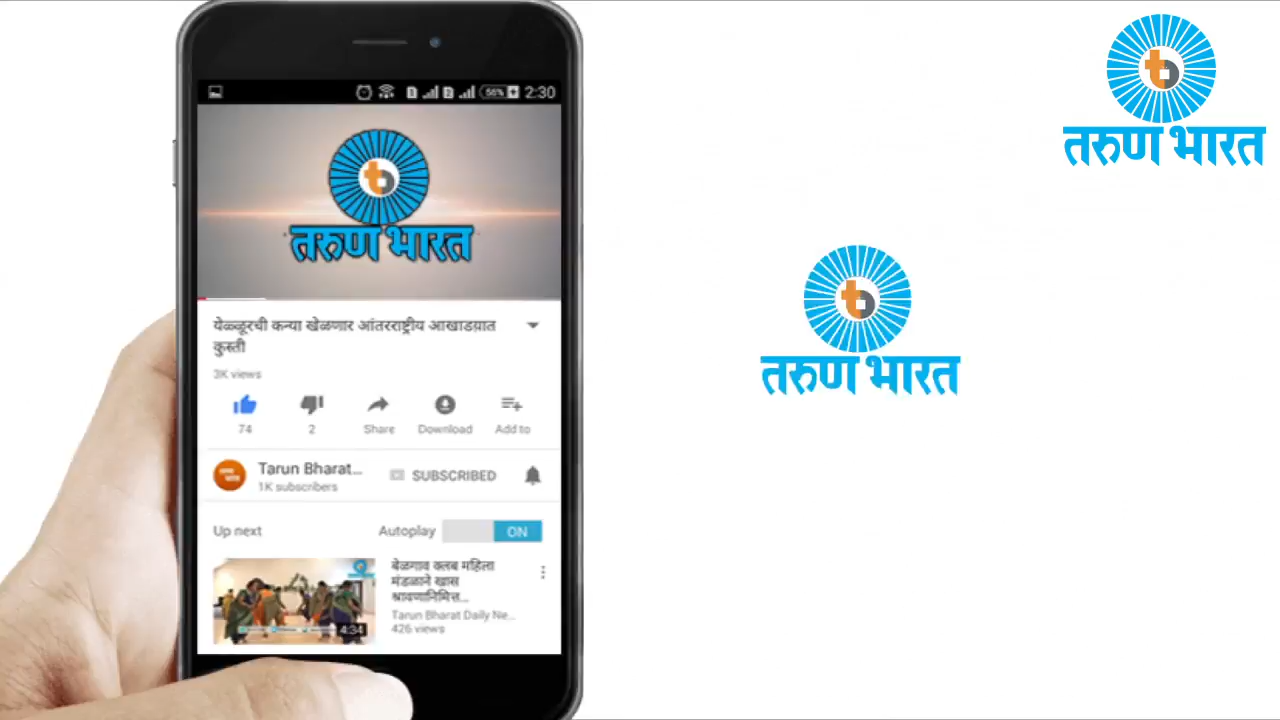 56% 2:30
तरुण भारत
येळ्ळूरची कन्या खेळणार आंतरराष्ट्रीय आखाडय़ात
कुस्ती
3K views
74 2 Share Download Add to
Tarun Bharat... SUBSCRIBED
1K subscribers
Up next Autoplay ON
बेळगाव क्लब महिला
मंडळाने खास
श्रावणानिमित्त...
Tarun Bharat Daily Ne...
426 views
4:34
तरुण भारत
तरुण भारत